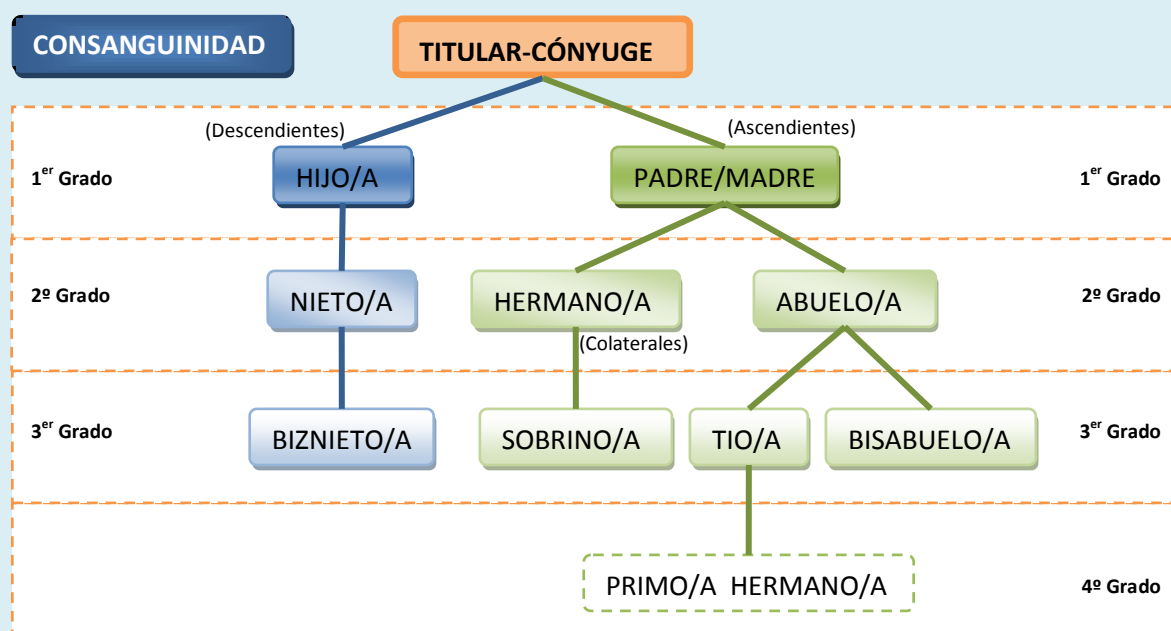 CONSANGUINIDAD
TITULAR-CÓNYUGE
(Descendientes)
(Ascendientes)
1er Grado
HIJO/A
PADRE/MADRE
1er Grado
2º Grado
NIETO/A
HERMANO/A
ABUELO/A
2º Grado
(Colaterales)
3er Grado
BIZNIETO/A
SOBRINO/A
TIO/A
BISABUELO/A
3er Grado
PRIMO/A HERMANO/A
4º Grado